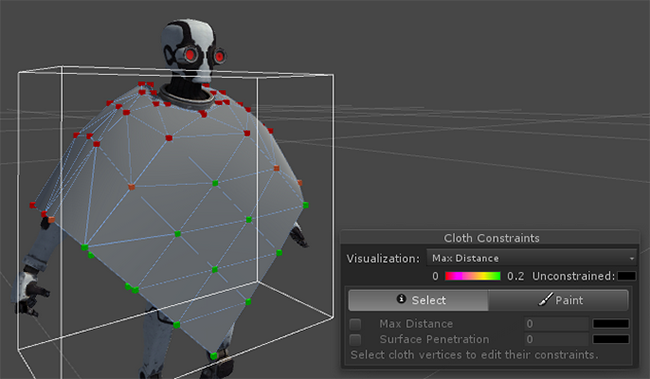 Cloth Constraints
Visualization: Max Distance
0 0.2 Unconstrained:
Select Paint
Max Distance 0
Surface Penetration 0
Select cloth vertices to edit their constraints.